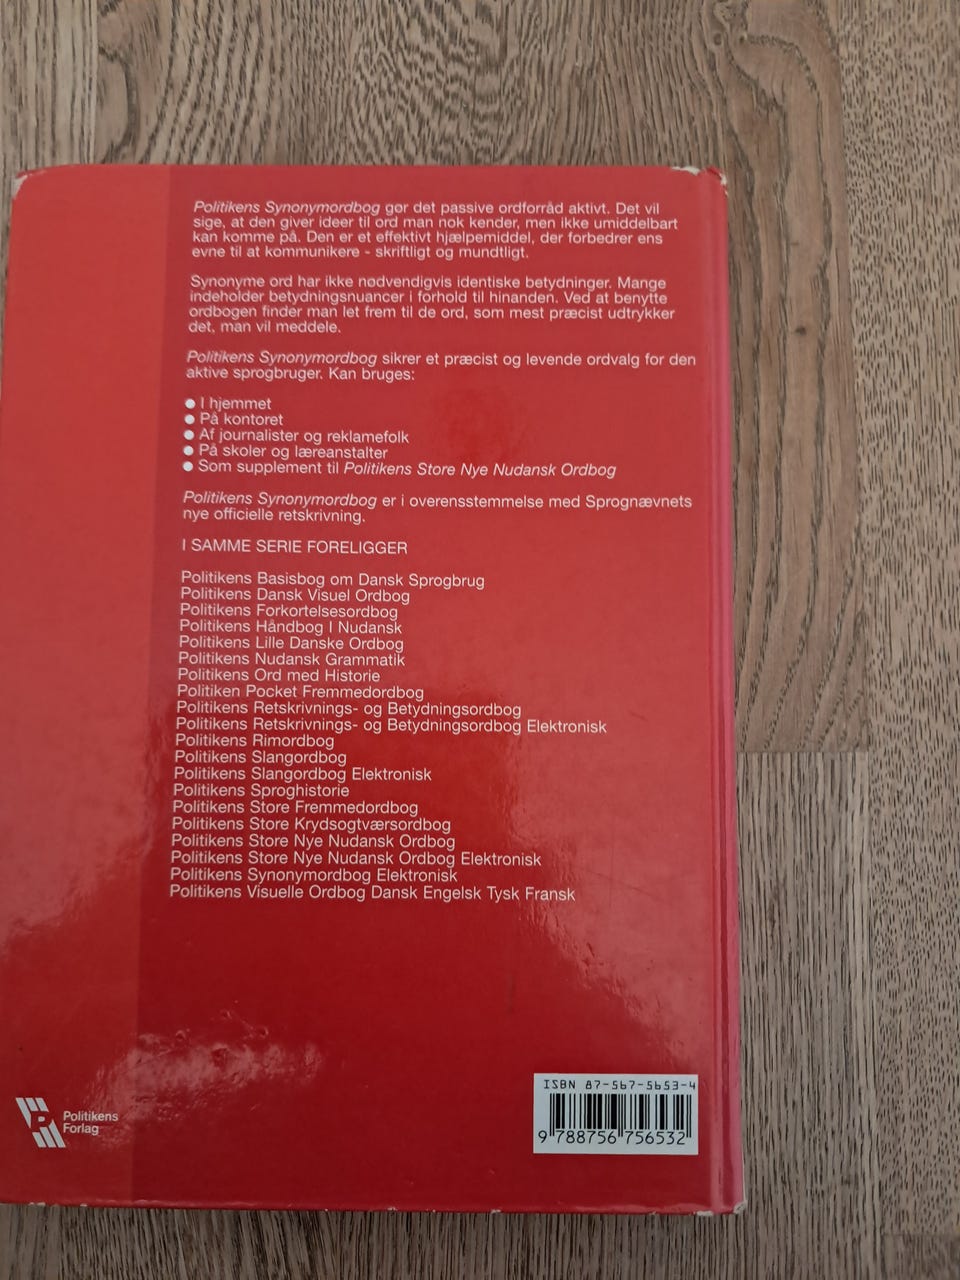 Politikens Synonymordbog gør det passive ordforråd aktivt. Det vil
sige, at den giver ideer til ord man nok kender, men ikke umiddelbart
kan komme på. Den er et effektivt hjælpemiddel, der forbedrer ens
evne til at kommunikere - skriftligt og mundtligt.
Synonyme ord har ikke nødvendigvis identiske betydninger. Mange
indeholder betydningsnuancer i forhold til hinanden. Ved at benytte
ordbogen finder man let frem til de ord, som mest præcist udtrykker
det, man vil meddele.
Politikens Synonymordbog sikrer et præcist og levende ordvalg for den
aktive sprogbruger. Kan bruges:
● I hjemmet
● På kontoret
● Af journalister og reklamefolk
● På skoler og læreanstalter
● Som supplement til Politikens Store Nye Nudansk Ordbog
Politikens Synonymordbog er i overensstemmelse med Sprognævnets
nye officielle retskrivning.
I SAMME SERIE FORELIGGER
Politikens Basisbog om Dansk Sprogbrug
Politikens Dansk Visuel Ordbog
Politikens Forkortelsesordbog
Politikens Håndbog I Nudansk
Politikens Lille Danske Ordbog
Politikens Nudansk Grammatik
Politikens Ord med Historie
Politiken Pocket Fremmedordbog
Politikens Retskrivnings- og Betydningsordbog
Politikens Retskrivnings- og Betydningsordbog Elektronisk
Politikens Rimordbog
Politikens Slangordbog
Politikens Slangordbog Elektronisk
Politikens Sproghistorie
Politikens Store Fremmedordbog
Politikens Store Krydsogtværsordbog
Politikens Store Nye Nudansk Ordbog
Politikens Store Nye Nudansk Ordbog Elektronisk
Politikens Synonymordbog Elektronisk
Politikens Visuelle Ordbog Dansk Engelsk Tysk Fransk
P
Politikens
Forlag
ISBN 87-567-5653-4
9 788756 756532